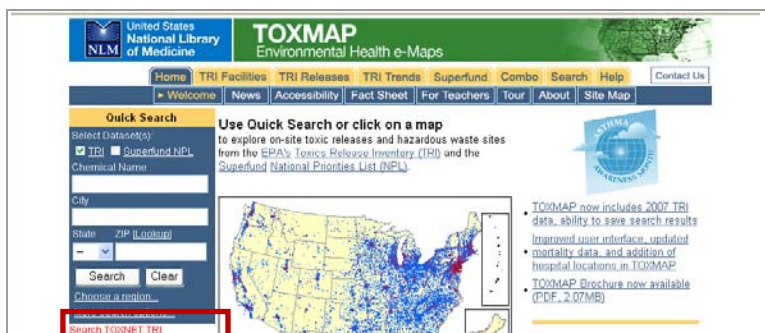 United States
National Library
of Medicine
NLM
TOXMAP
Environmental Health e-Maps
Home TRI Facilities TRI Releases TRI Trends Superfund Combo Search Help Contact Us
► Welcome News Accessibility Fact Sheet For Teachers Tour About Site Map
Quick Search
Select Dataset(s):
TRI Superfund NPL
Chemical Name
City
State ZIP [Lookup]
--
Search Clear
Choose a region...
More search options...
Search TOXNET TRI
Use Quick Search or click on a map
to explore on-site toxic releases and hazardous waste sites
from the EPA's Toxics Release Inventory (TRI) and the
Superfund National Priorities List (NPL).
ASTHMA
AWARENESS MONTH
• TOXMAP now includes 2007 TRI
data, ability to save search results
Improved user interface, updated
• mortality data, and addition of
hospital locations in TOXMAP
• TOXMAP Brochure now available
(PDF, 2.07MB)